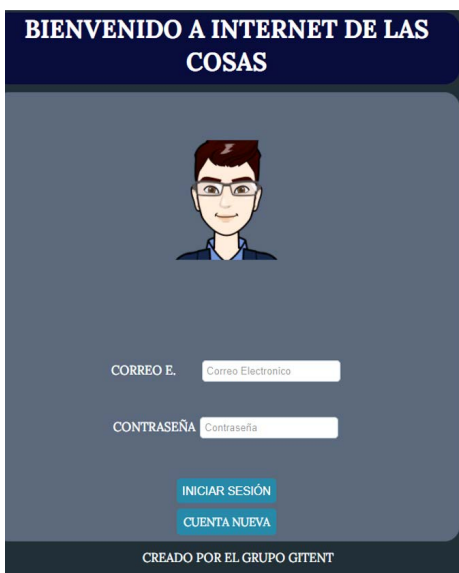 BIENVENIDO A INTERNET DE LAS
COSAS
CORREO E. Correo Electronico
CONTRASEÑA Contraseña
INICIAR SESIÓN
CUENTA NUEVA
CREADO POR EL GRUPO GITENT